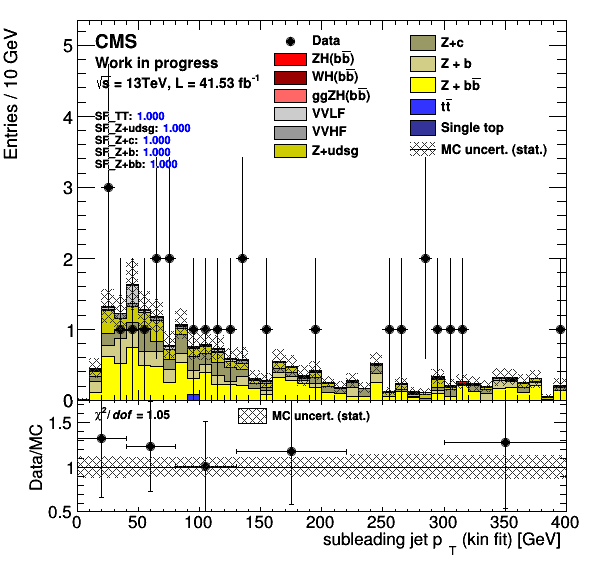 CMS
Work in progress
√s = 13TeV, L = 41.53 fb⁻¹
SF_TT: 1.000
SF_Z+udsg: 1.000
SF_Z+c: 1.000
SF_Z+b: 1.000
SF_Z+bb: 1.000
Data
ZH(bb̅)
WH(bb̅)
ggZH(bb̅)
VVLF
VVHF
Z+udsg
Z+c
Z + b
Z + bb̅
tt̅
Single top
MC uncert. (stat.)
Entries / 10 GeV
5
4
3
2
1
0
χ²/dof = 1.05
MC uncert. (stat.)
Data/MC
1.5
1
0.5
0 50 100 150 200 250 300 350 400
subleading jet p_T (kin fit) [GeV]